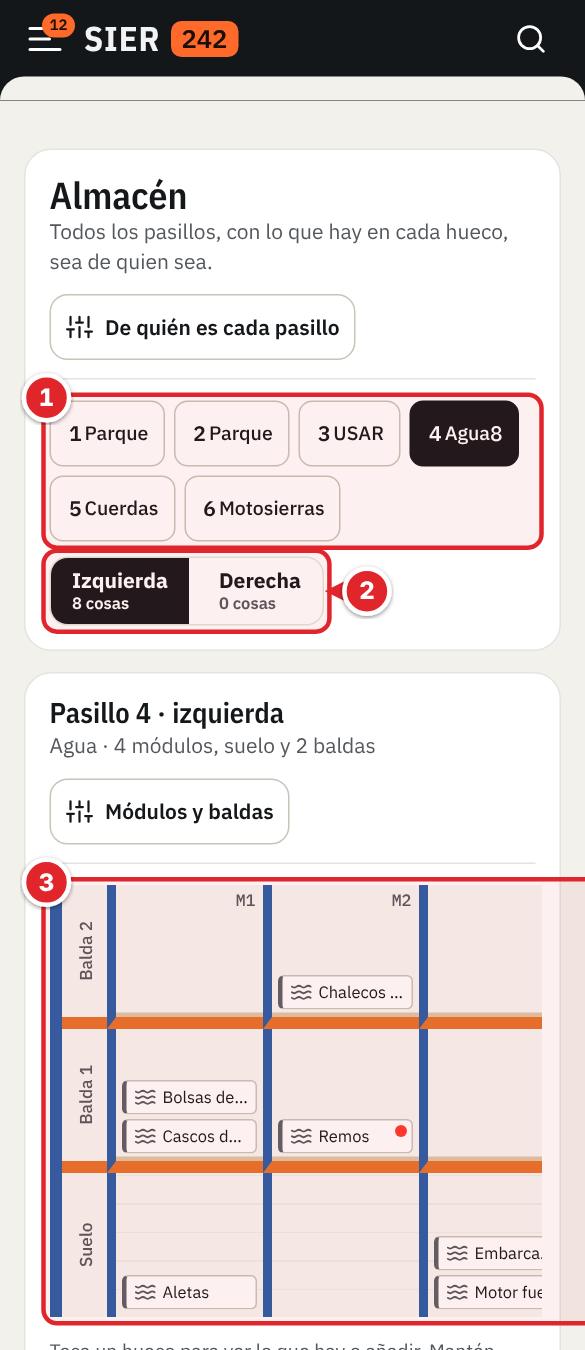 12
SIER 242
Almacén
Todos los pasillos, con lo que hay en cada hueco,
sea de quien sea.
De quién es cada pasillo
1
1 Parque 2 Parque 3 USAR 4 Agua 8
5 Cuerdas 6 Motosierras
Izquierda Derecha
8 cosas 0 cosas
2
Pasillo 4 · izquierda
Agua · 4 módulos, suelo y 2 baldas
Módulos y baldas
3
M1 M2
Balda 2
Chalecos ...
Balda 1
Bolsas de...
Cascos d... Remos
Suelo
Embarca.
Aletas Motor fue